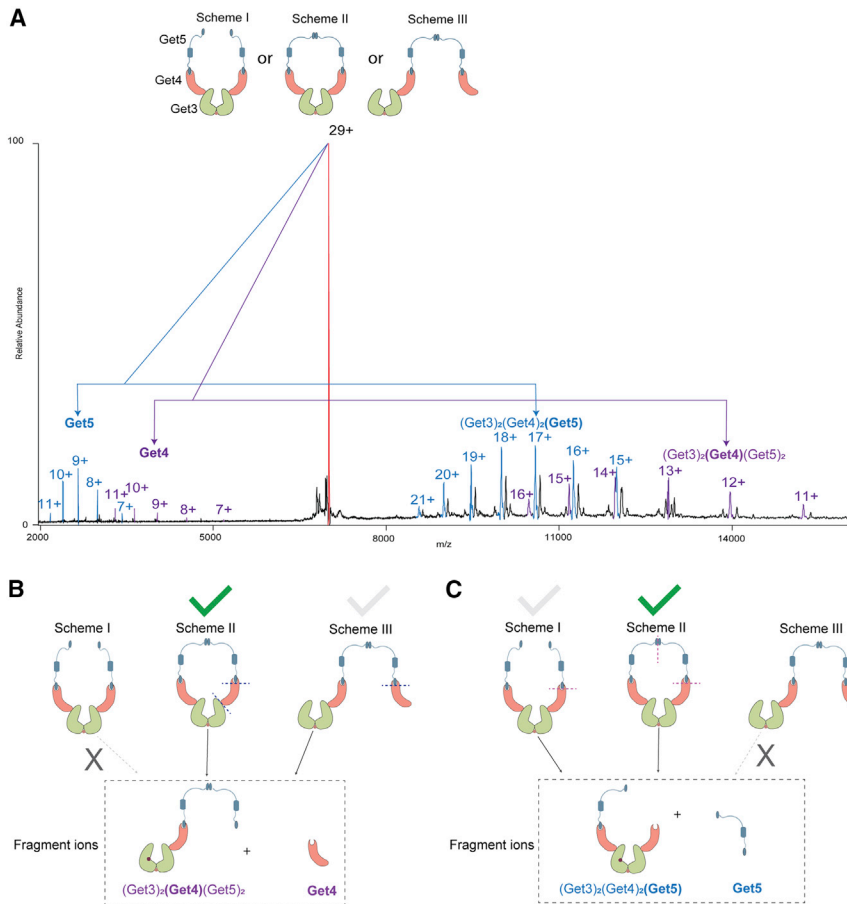 A
Scheme I
Scheme II
Scheme III
Get5
or
or
Get4
Get3
29+
100
Relative Abundance
Get5
(Get3)₂(Get4)₂(Get5)
Get4
(Get3)₂(Get4)(Get5)₂
11+
10+
9+
8+
11+
7+
10+
9+
8+
7+
21+
20+
19+
18+
16+
17+
15+
16+
14+
15+
13+
12+
11+
0
2000
5000
8000
11000
14000
m/z
B
Scheme I
Scheme II
Scheme III
X
Fragment ions
+
(Get3)₂(Get4)(Get5)₂
Get4
C
Scheme I
Scheme II
Scheme III
X
Fragment ions
+
(Get3)₂(Get4)₂(Get5)
Get5